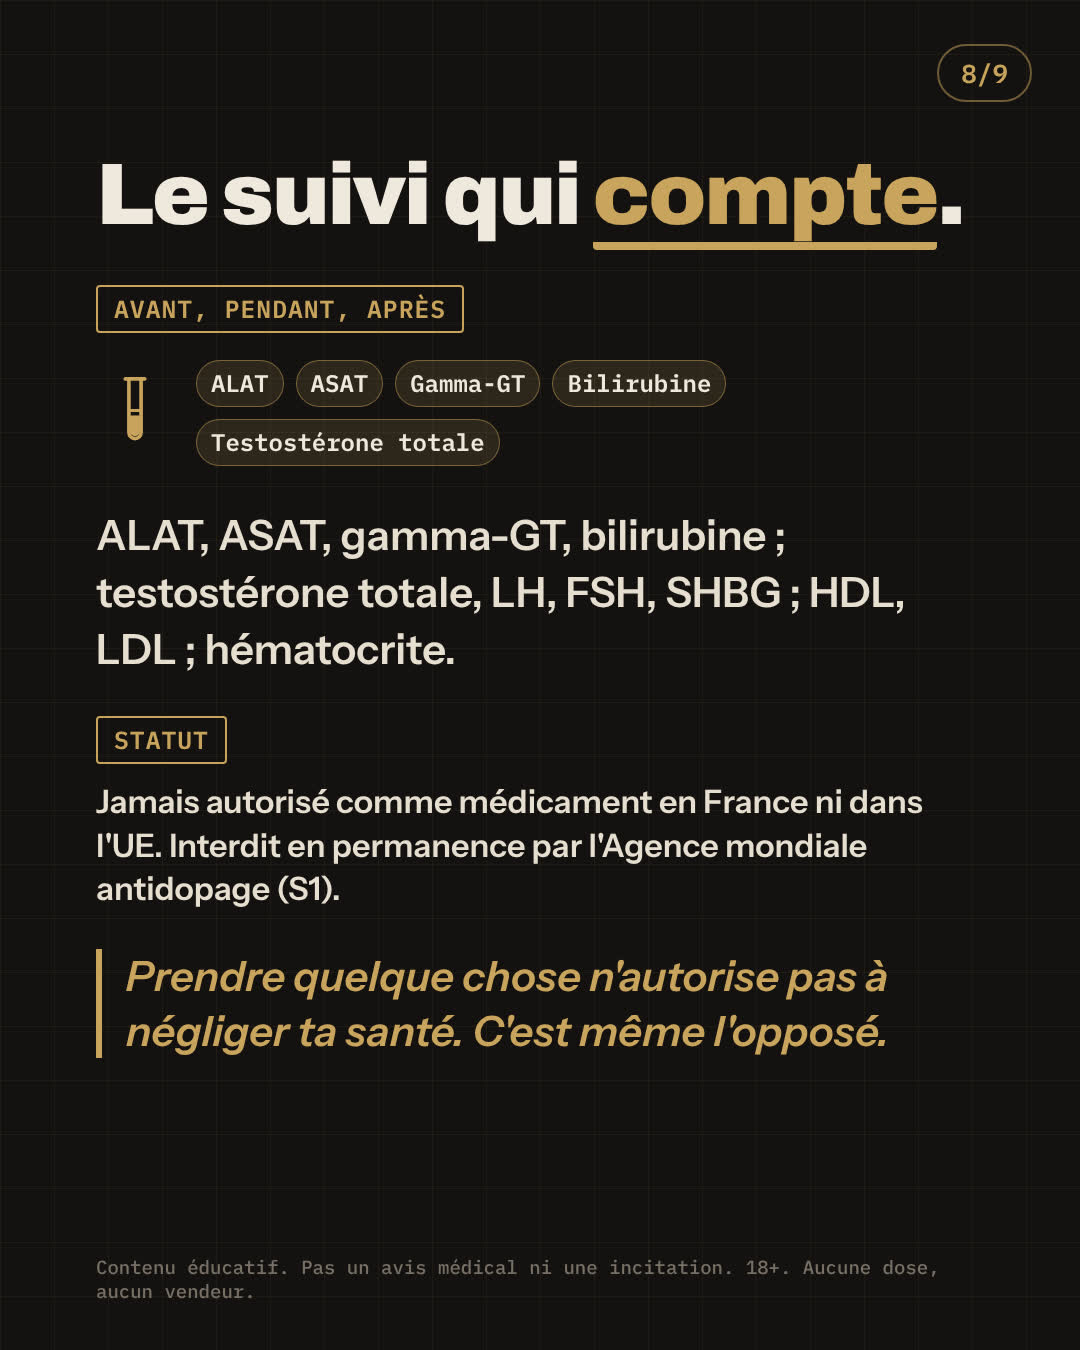 8/9
Le suivi qui compte.
AVANT, PENDANT, APRÈS
ALAT ASAT Gamma-GT Bilirubine
Testostérone totale
ALAT, ASAT, gamma-GT, bilirubine ;
testostérone totale, LH, FSH, SHBG ; HDL,
LDL ; hématocrite.
STATUT
Jamais autorisé comme médicament en France ni dans
l'UE. Interdit en permanence par l'Agence mondiale
antidopage (S1).
Prendre quelque chose n'autorise pas à
négliger ta santé. C'est même l'opposé.
Contenu éducatif. Pas un avis médical ni une incitation. 18+. Aucune dose,
aucun vendeur.